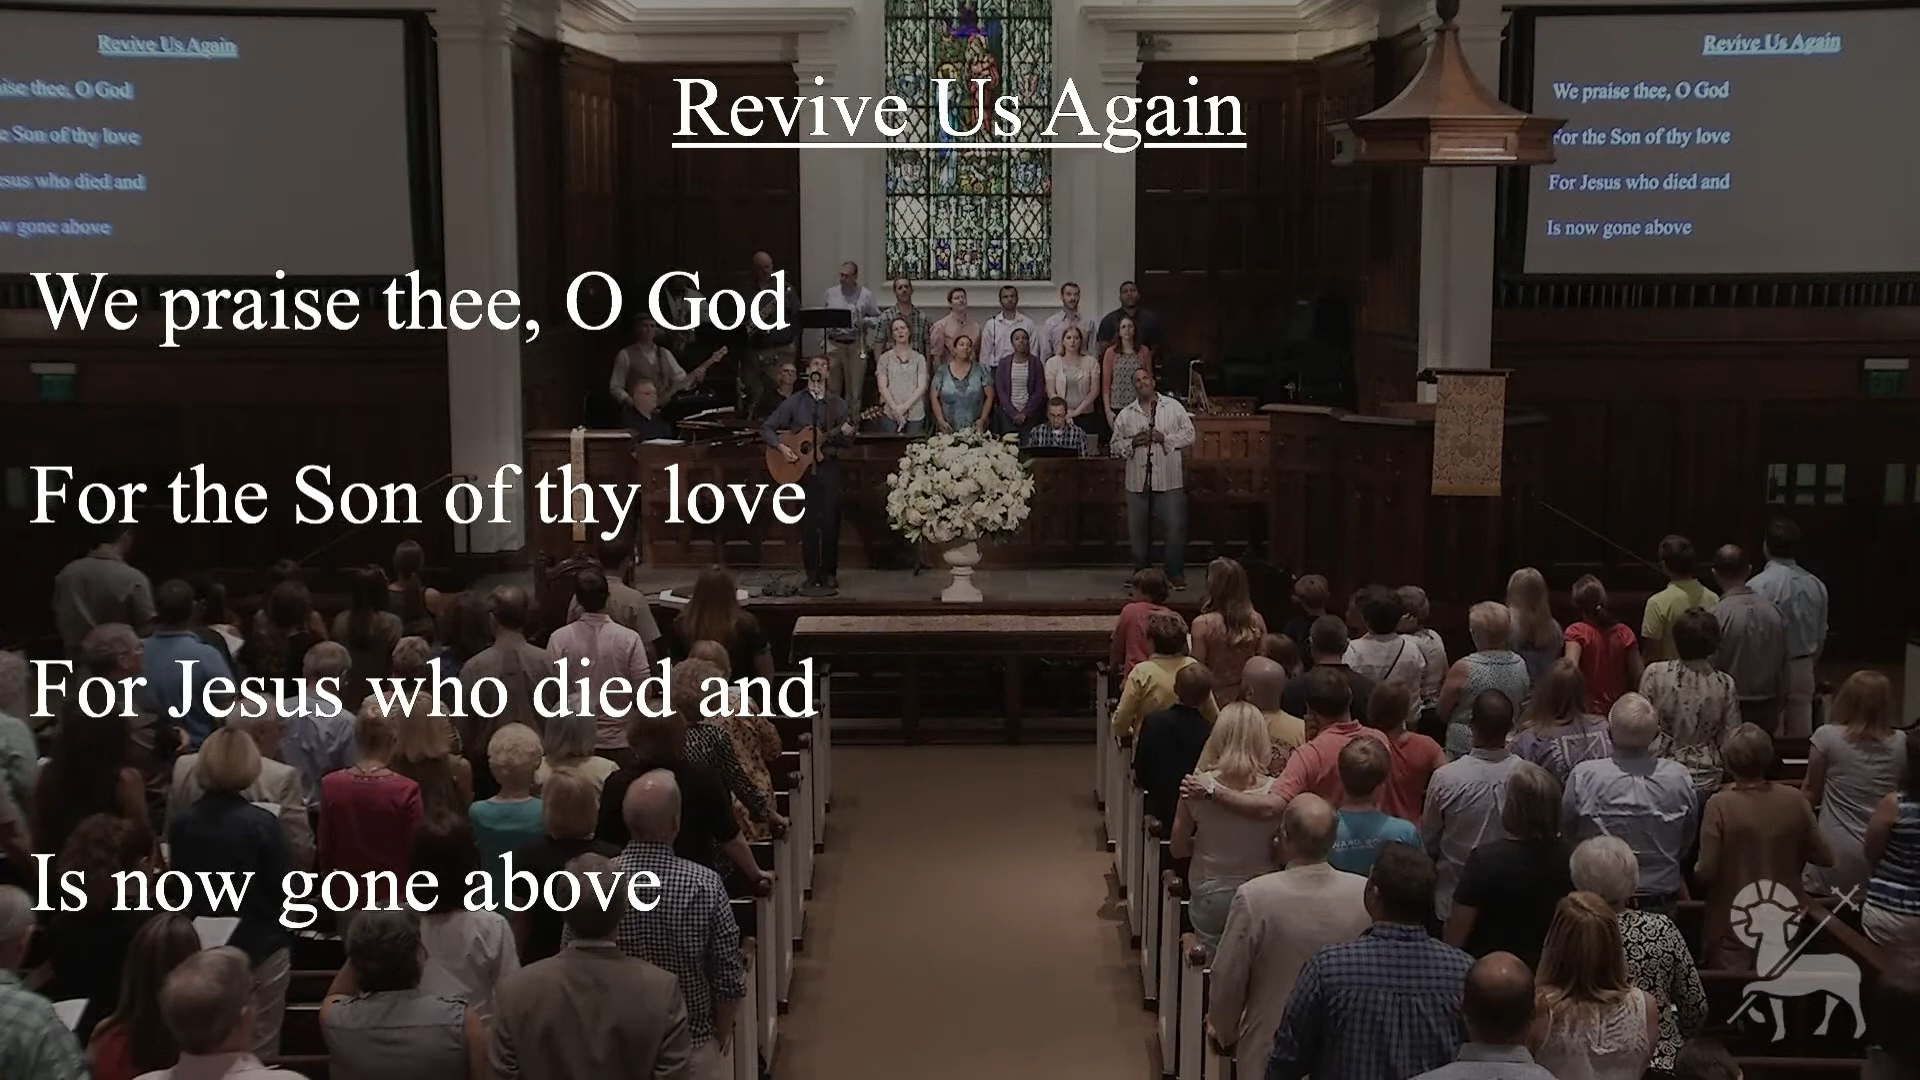 Revive Us Again
We praise thee, O God
For the Son of thy love
For Jesus who died and
Is now gone above
Revive Us Again
aise thee, O God
e Son of thy love
esus who died and
w gone above
Revive Us Again
We praise thee, O God
For the Son of thy love
For Jesus who died and
Is now gone above